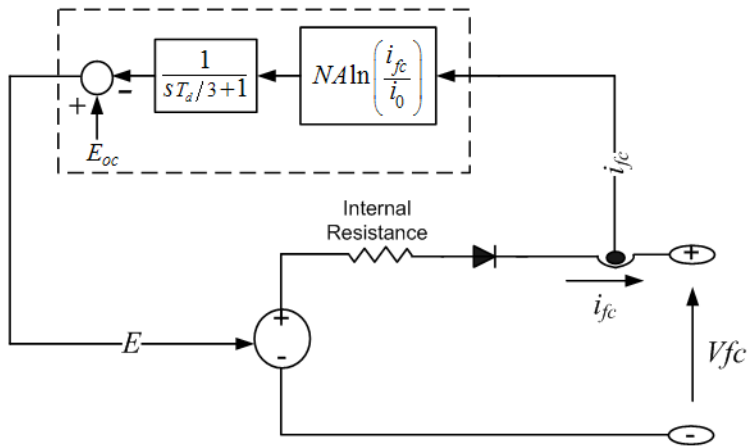 1
sT_d/3+1
NA ln(i_fc/i_0)
+
-
E_oc
i_fc
Internal
Resistance
+
i_fc
+
-
E
Vfc
-